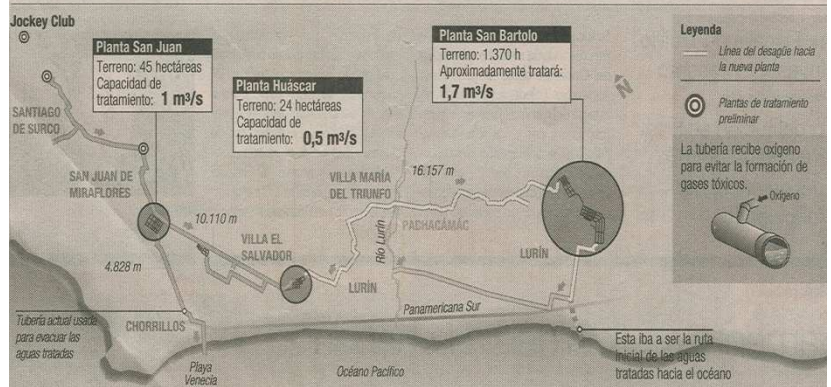 Jockey Club
Planta San Juan
Terreno: 45 hectáreas
Capacidad de
tratamiento: 1 m³/s
Planta Huáscar
Terreno: 24 hectáreas
Capacidad de
tratamiento: 0,5 m³/s
Planta San Bartolo
Terreno: 1.370 h
Aproximadamente tratará:
1,7 m³/s
N
Leyenda
Línea del desagüe hacia
la nueva planta
Plantas de tratamiento
preliminar
La tubería recibe oxígeno
para evitar la formación de
gases tóxicos.
Oxígeno
SANTIAGO
DE SURCO
SAN JUAN DE
MIRAFLORES
10.110 m
4.828 m
VILLA EL
SALVADOR
VILLA MARÍA
DEL TRIUNFO
16.157 m
PACHACÁMAC
Río Lurín
LURÍN
LURÍN
Panamericana Sur
Tubería actual usada
para evacuar las
aguas tratadas
CHORRILLOS
Playa
Venecia
Océano Pacífico
Esta iba a ser la ruta
inicial de las aguas
tratadas hacia el océano